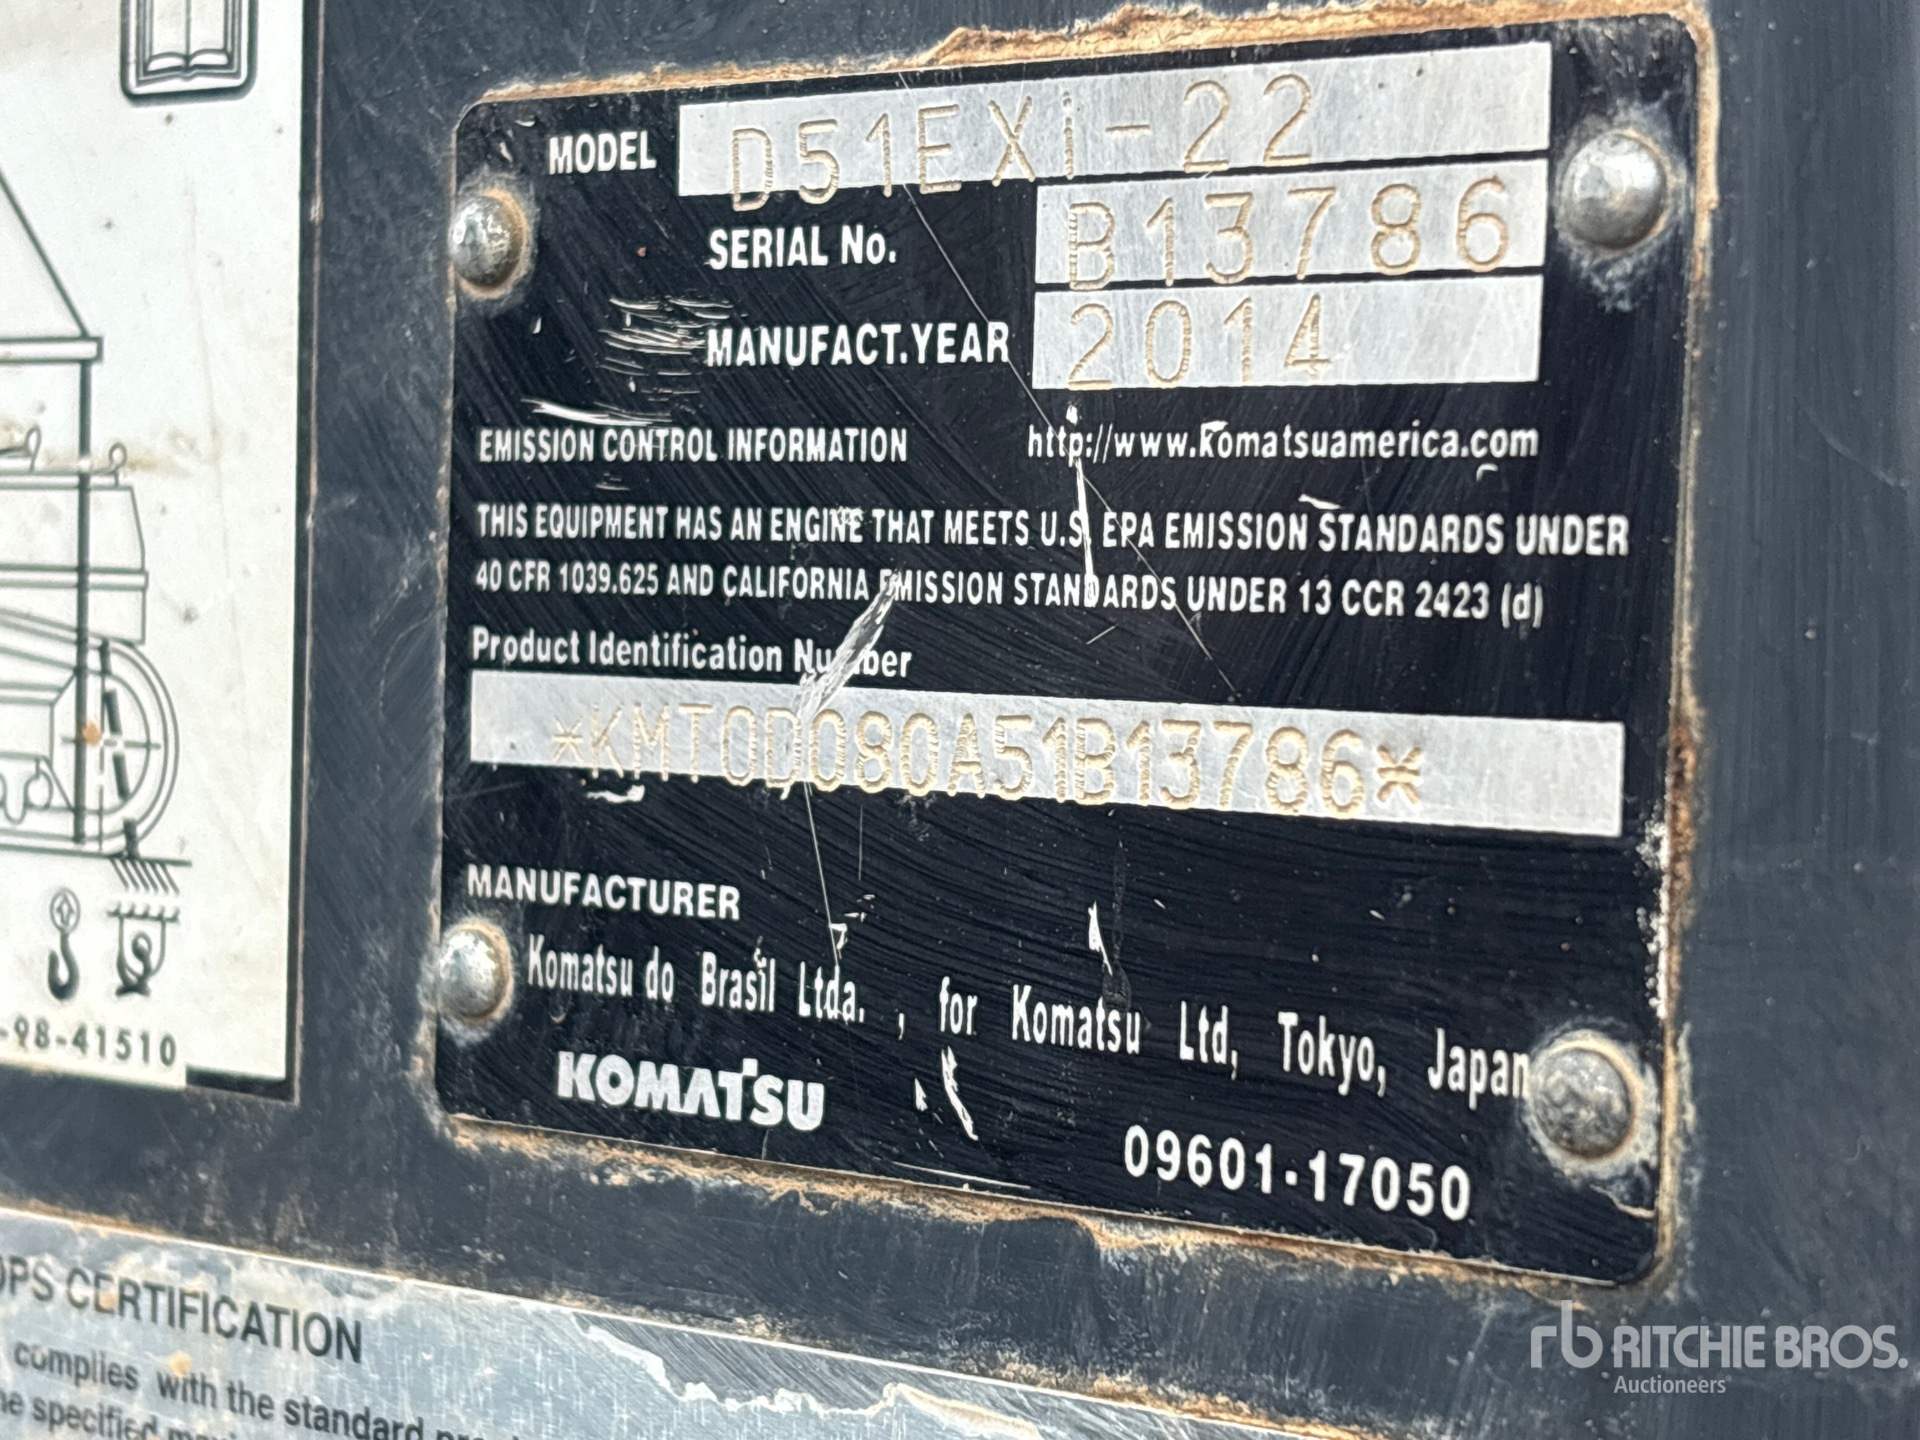 MODEL D51EXi-22
SERIAL No. B13786
MANUFACT.YEAR 2014
EMISSION CONTROL INFORMATION http://www.komatsuamerica.com
THIS EQUIPMENT HAS AN ENGINE THAT MEETS U.S. EPA EMISSION STANDARDS UNDER
40 CFR 1039.625 AND CALIFORNIA EMISSION STANDARDS UNDER 13 CCR 2423 (d)
Product Identification Number
*KMT0D080A51B13786*
MANUFACTURER
Komatsu do Brasil Ltda. , for Komatsu Ltd, Tokyo, Japan
KOMATSU
09601-17050
-98-41510
OPS CERTIFICATION
complies with the standard
specified
rb RITCHIE BROS.
Auctioneers